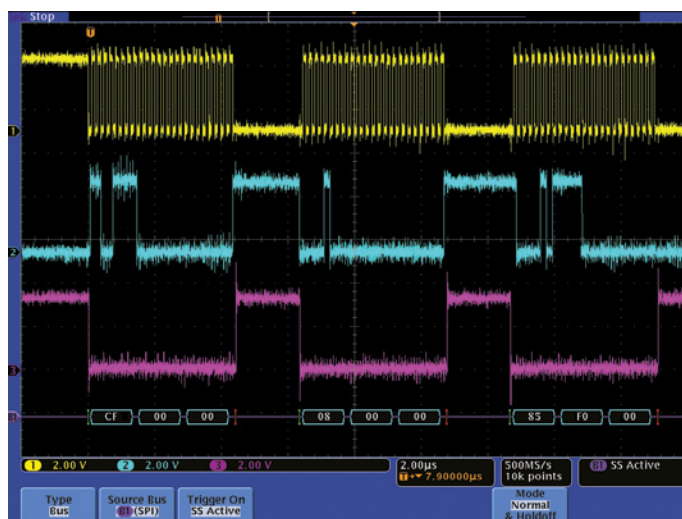 Stop
T
T
1
2
3
B1
CF 00 00 08 00 00 85 F0 00
1 2.00 V 2 2.00 V 3 2.00 V 2.00µs 500MS/s B1 SS Active
T→▼ 7.90000µs 10k points
Type Source Bus Trigger On Mode
Bus B1 (SPI) SS Active Normal
& Holdoff